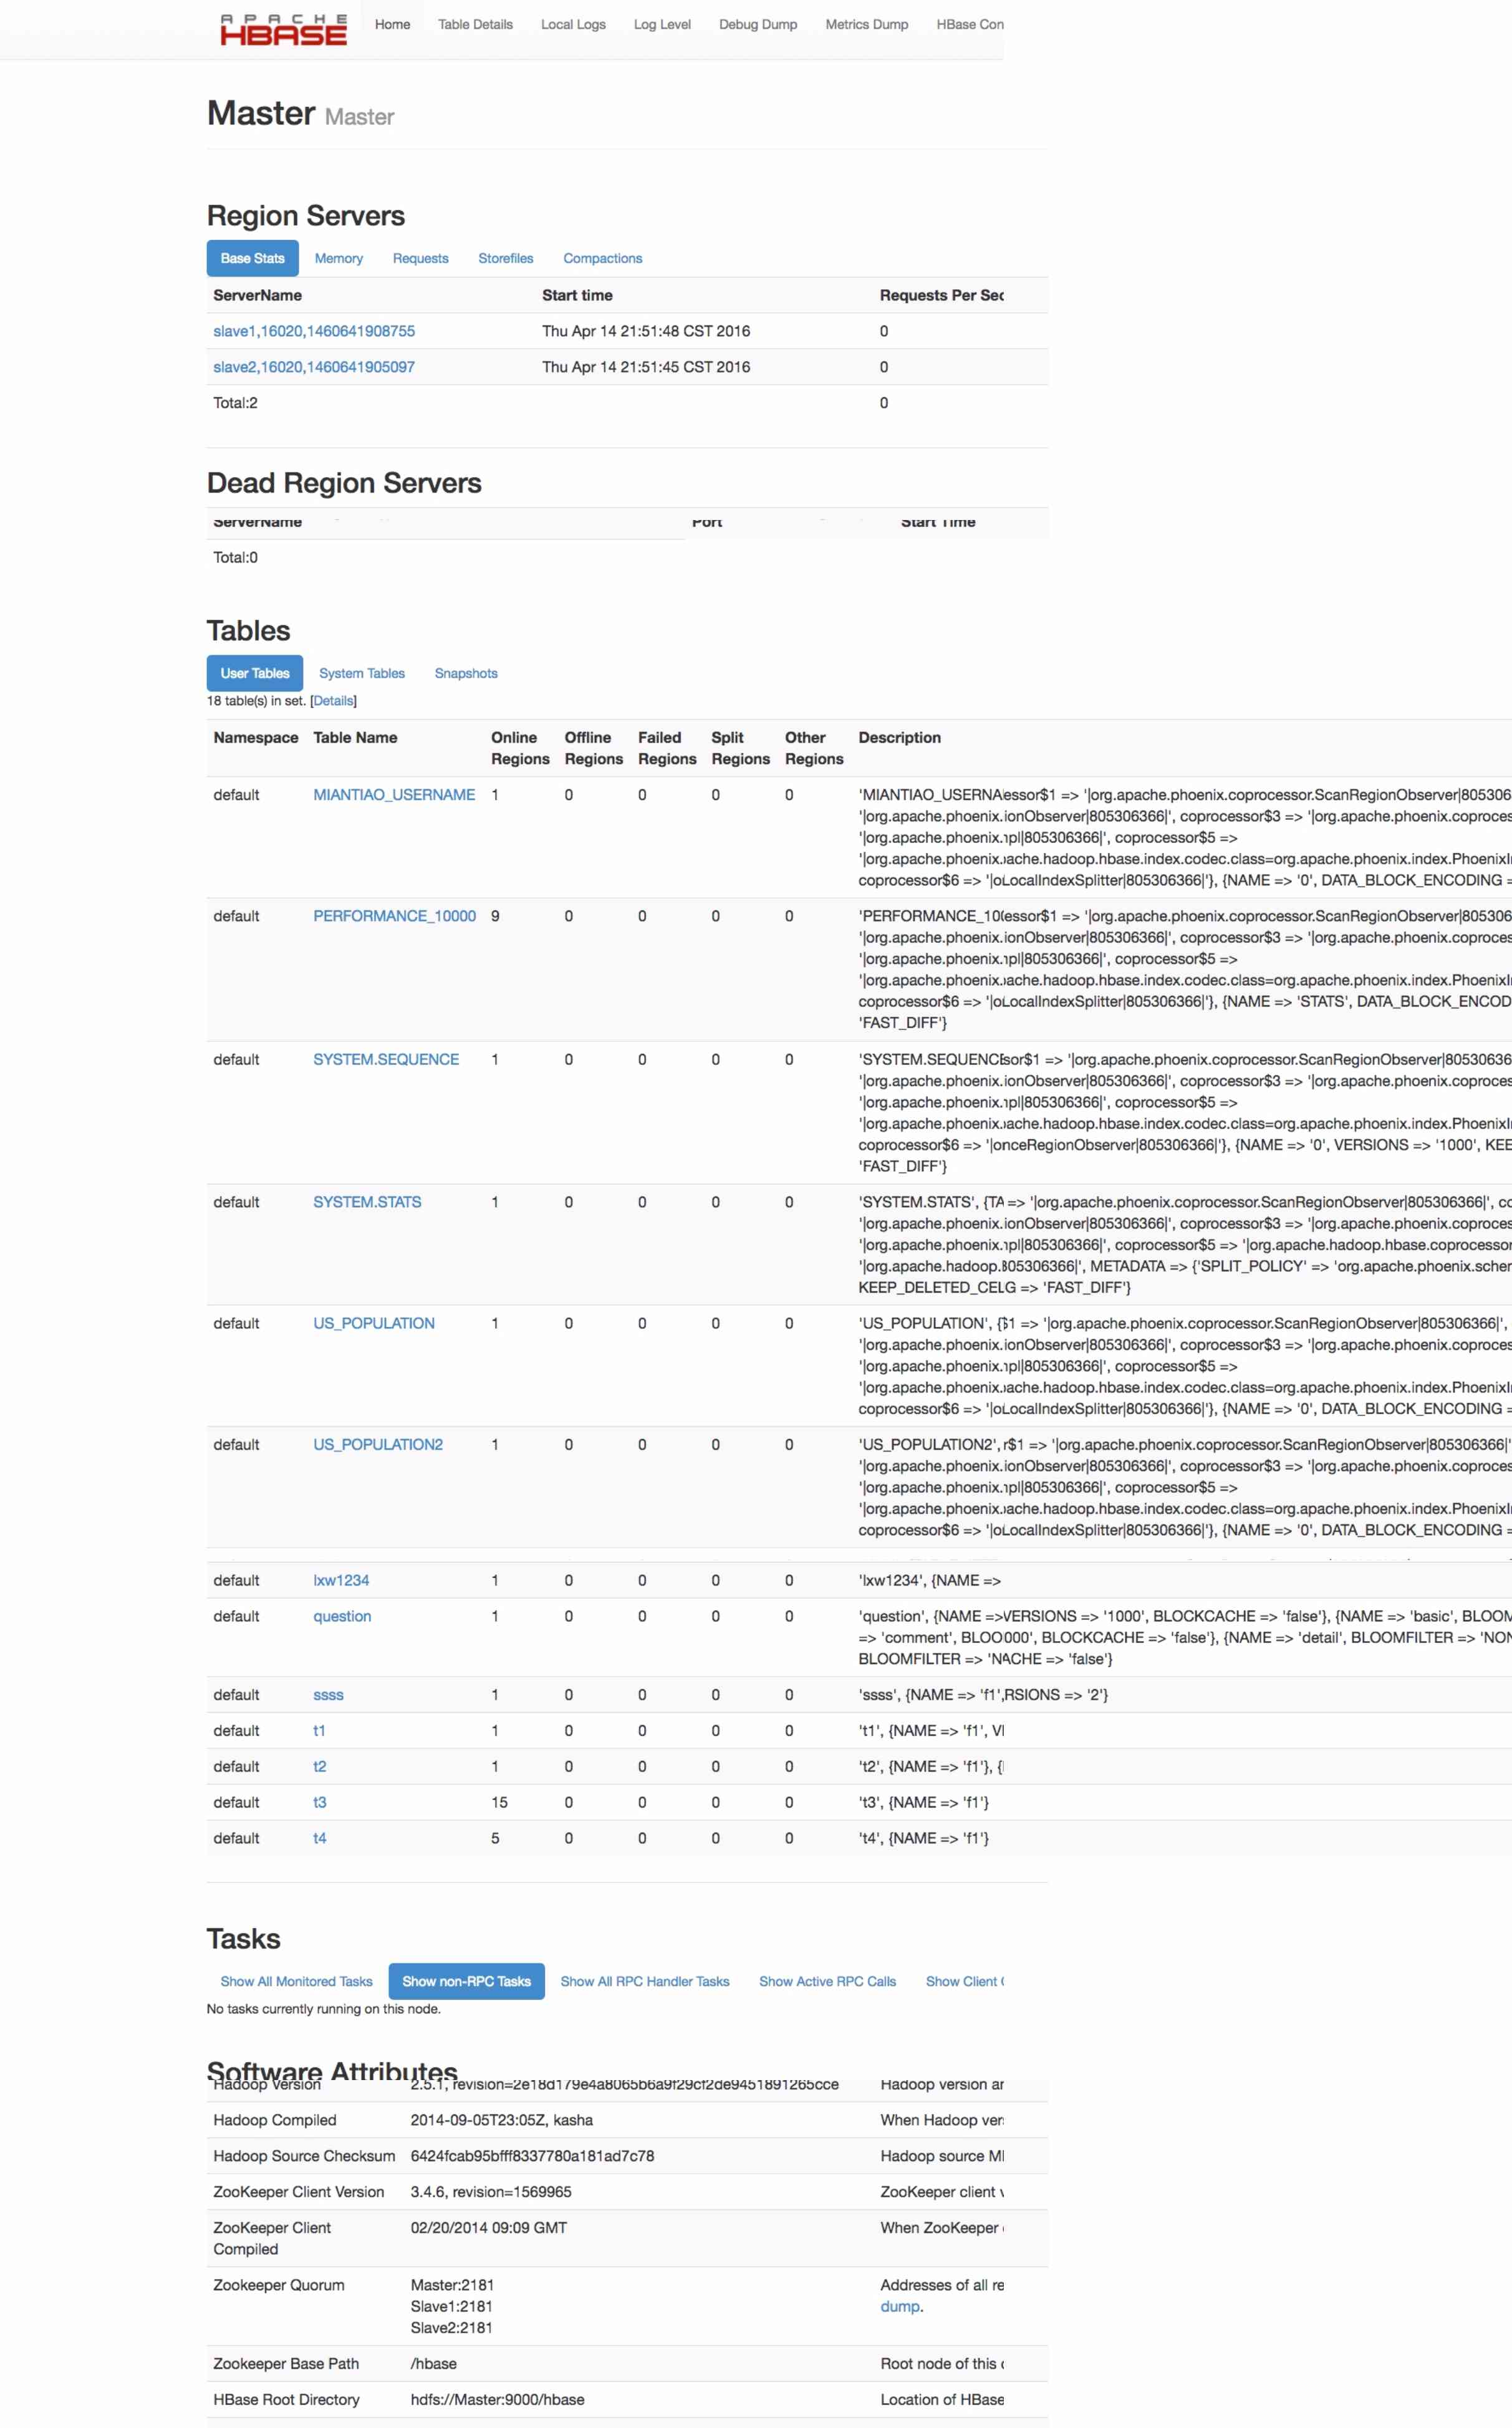 APACHE
HBASE Home Table Details Local Logs Log Level Debug Dump Metrics Dump HBase Con
Master Master
Region Servers
Base Stats Memory Requests Storefiles Compactions
ServerName Start time Requests Per Sec
slave1,16020,1460641908755 Thu Apr 14 21:51:48 CST 2016 0
slave2,16020,1460641905097 Thu Apr 14 21:51:45 CST 2016 0
Total:2 0
Dead Region Servers
ServerName Port Start Time
Total:0
Tables
User Tables System Tables Snapshots
18 table(s) in set. [Details]
Namespace Table Name Online Regions Offline Regions Failed Regions Split Regions Other Regions Description
default MIANTIAO_USERNAME 1 0 0 0 0 'MIANTIAO_USERNAessor$1 => '|org.apache.phoenix.coprocessor.ScanRegionObserver|805306
'|org.apache.phoenix.ionObserver|805306366|', coprocessor$3 => '|org.apache.phoenix.coproces
'|org.apache.phoenix.ıpl|805306366|', coprocessor$5 =>
'|org.apache.phoenix.ache.hadoop.hbase.index.codec.class=org.apache.phoenix.index.PhoenixI
coprocessor$6 => '|oLocalIndexSplitter|805306366|'}, {NAME => '0', DATA_BLOCK_ENCODING =
default PERFORMANCE_10000 9 0 0 0 0 'PERFORMANCE_10(essor$1 => '|org.apache.phoenix.coprocessor.ScanRegionObserver|805306
'|org.apache.phoenix.ionObserver|805306366|', coprocessor$3 => '|org.apache.phoenix.coproces
'|org.apache.phoenix.ıpl|805306366|', coprocessor$5 =>
'|org.apache.phoenix.ache.hadoop.hbase.index.codec.class=org.apache.phoenix.index.PhoenixI
coprocessor$6 => '|oLocalIndexSplitter|805306366|'}, {NAME => 'STATS', DATA_BLOCK_ENCOD
'FAST_DIFF'}
default SYSTEM.SEQUENCE 1 0 0 0 0 'SYSTEM.SEQUENCEsor$1 => '|org.apache.phoenix.coprocessor.ScanRegionObserver|80530636
'|org.apache.phoenix.ionObserver|805306366|', coprocessor$3 => '|org.apache.phoenix.coproces
'|org.apache.phoenix.ıpl|805306366|', coprocessor$5 =>
'|org.apache.phoenix.ache.hadoop.hbase.index.codec.class=org.apache.phoenix.index.PhoenixI
coprocessor$6 => '|onceRegionObserver|805306366|'}, {NAME => '0', VERSIONS => '1000', KEE
'FAST_DIFF'}
default SYSTEM.STATS 1 0 0 0 0 'SYSTEM.STATS', {TA => '|org.apache.phoenix.coprocessor.ScanRegionObserver|805306366|', co
'|org.apache.phoenix.ionObserver|805306366|', coprocessor$3 => '|org.apache.phoenix.coproces
'|org.apache.phoenix.ıpl|805306366|', coprocessor$5 => '|org.apache.hadoop.hbase.coprocessor
'|org.apache.hadoop.805306366|', METADATA => {'SPLIT_POLICY' => 'org.apache.phoenix.schem
KEEP_DELETED_CELG => 'FAST_DIFF'}
default US_POPULATION 1 0 0 0 0 'US_POPULATION', {$1 => '|org.apache.phoenix.coprocessor.ScanRegionObserver|805306366|',
'|org.apache.phoenix.ionObserver|805306366|', coprocessor$3 => '|org.apache.phoenix.coproces
'|org.apache.phoenix.ıpl|805306366|', coprocessor$5 =>
'|org.apache.phoenix.ache.hadoop.hbase.index.codec.class=org.apache.phoenix.index.PhoenixI
coprocessor$6 => '|oLocalIndexSplitter|805306366|'}, {NAME => '0', DATA_BLOCK_ENCODING =
default US_POPULATION2 1 0 0 0 0 'US_POPULATION2', r$1 => '|org.apache.phoenix.coprocessor.ScanRegionObserver|805306366|'
'|org.apache.phoenix.ionObserver|805306366|', coprocessor$3 => '|org.apache.phoenix.coproces
'|org.apache.phoenix.ıpl|805306366|', coprocessor$5 =>
'|org.apache.phoenix.ache.hadoop.hbase.index.codec.class=org.apache.phoenix.index.PhoenixI
coprocessor$6 => '|oLocalIndexSplitter|805306366|'}, {NAME => '0', DATA_BLOCK_ENCODING =
default lxw1234 1 0 0 0 0 'lxw1234', {NAME =>
default question 1 0 0 0 0 'question', {NAME =>VERSIONS => '1000', BLOCKCACHE => 'false'}, {NAME => 'basic', BLOOM
=> 'comment', BLOO000', BLOCKCACHE => 'false'}, {NAME => 'detail', BLOOMFILTER => 'NON
BLOOMFILTER => 'NACHE => 'false'}
default ssss 1 0 0 0 0 'ssss', {NAME => 'f1',RSIONS => '2'}
default t1 1 0 0 0 0 't1', {NAME => 'f1', VI
default t2 1 0 0 0 0 't2', {NAME => 'f1'}, {
default t3 15 0 0 0 0 't3', {NAME => 'f1'}
default t4 5 0 0 0 0 't4', {NAME => 'f1'}
Tasks
Show All Monitored Tasks Show non-RPC Tasks Show All RPC Handler Tasks Show Active RPC Calls Show Client
No tasks currently running on this node.
Software Attributes
Hadoop Version 2.5.1, revision=2e18d179e4a8065b6a9f29cf2de9451891265cce Hadoop version ar
Hadoop Compiled 2014-09-05T23:05Z, kasha When Hadoop ver
Hadoop Source Checksum 6424fcab95bfff8337780a181ad7c78 Hadoop source M
ZooKeeper Client Version 3.4.6, revision=1569965 ZooKeeper client v
ZooKeeper Client Compiled 02/20/2014 09:09 GMT When ZooKeeper
Zookeeper Quorum Master:2181 Addresses of all re
Slave1:2181 dump.
Slave2:2181
Zookeeper Base Path /hbase Root node of this
HBase Root Directory hdfs://Master:9000/hbase Location of HBase